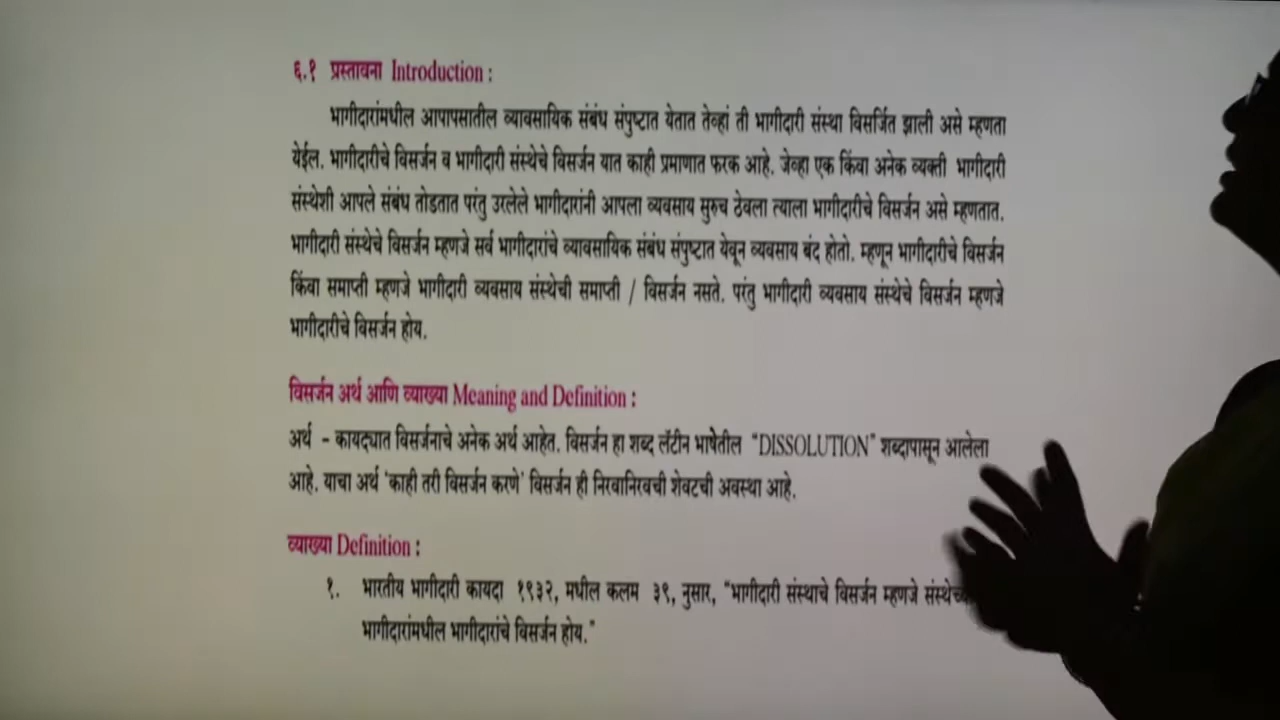 ६.१ प्रस्तावना Introduction :
भागीदारांमधील आपापसातील व्यावसायिक संबंध संपुष्टात येतात तेव्हां ती भागीदारी संस्था विसर्जित झाली असे म्हणता
येईल. भागीदारीचे विसर्जन व भागीदारी संस्थेचे विसर्जन यात काही प्रमाणात फरक आहे. जेव्हा एक किंवा अनेक व्यक्ती भागीदारी
संस्थेशी आपले संबंध तोडतात परंतु उरलेले भागीदारांनी आपला व्यवसाय सुरुच ठेवला त्याला भागीदारीचे विसर्जन असे म्हणतात.
भागीदारी संस्थेचे विसर्जन म्हणजे सर्व भागीदारांचे व्यावसायिक संबंध संपुष्टात येवून व्यवसाय बंद होतो. म्हणून भागीदारीचे विसर्जन
किंवा समाप्ती म्हणजे भागीदारी व्यवसाय संस्थेची समाप्ती / विसर्जन नसते. परंतु भागीदारी व्यवसाय संस्थेचे विसर्जन म्हणजे
भागीदारीचे विसर्जन होय.
विसर्जन अर्थ आणि व्याख्या Meaning and Definition :
अर्थ - कायद्यात विसर्जनाचे अनेक अर्थ आहेत. विसर्जन हा शब्द लॅटीन भाषेतील "DISSOLUTION" शब्दापासून आलेला
आहे. याचा अर्थ 'काही तरी विसर्जन करणे' विसर्जन ही निरवानिरवची शेवटची अवस्था आहे.
व्याख्या Definition :
१. भारतीय भागीदारी कायदा १९३२, मधील कलम ३९, नुसार, "भागीदारी संस्थाचे विसर्जन म्हणजे
भागीदारांमधील भागीदारांचे विसर्जन होय."